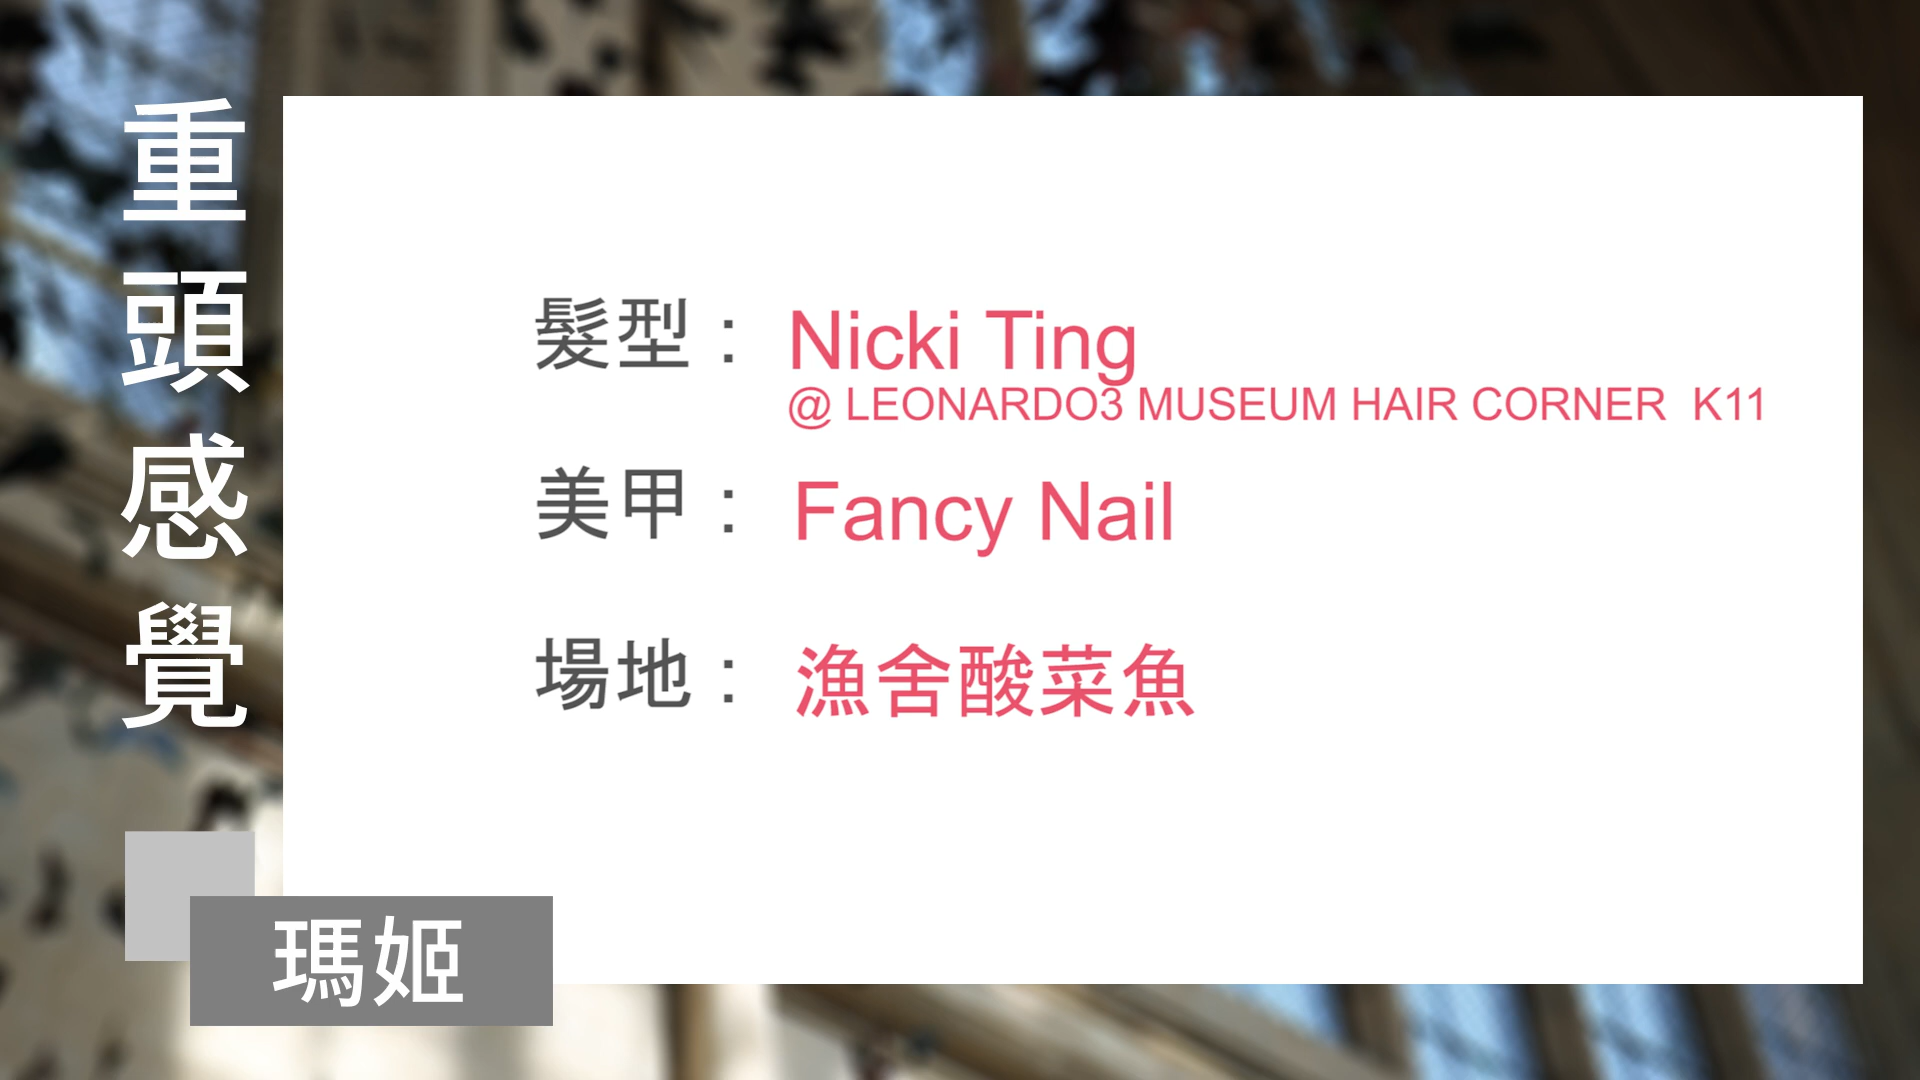 重頭感覺
髮型： Nicki Ting
@ LEONARDO3 MUSEUM HAIR CORNER K11
美甲： Fancy Nail
場地： 漁舍酸菜魚
瑪姬